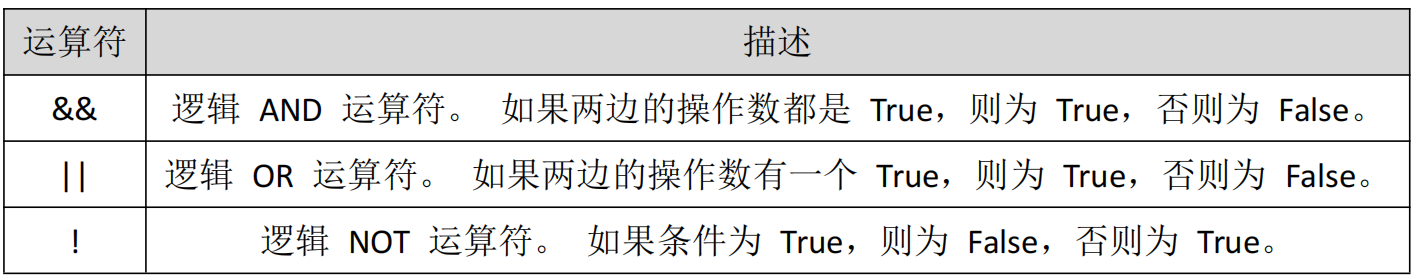 运算符 描述
&& 逻辑 AND 运算符。 如果两边的操作数都是 True，则为 True，否则为 False。
|| 逻辑 OR 运算符。 如果两边的操作数有一个 True，则为 True，否则为 False。
! 逻辑 NOT 运算符。 如果条件为 True，则为 False，否则为 True。